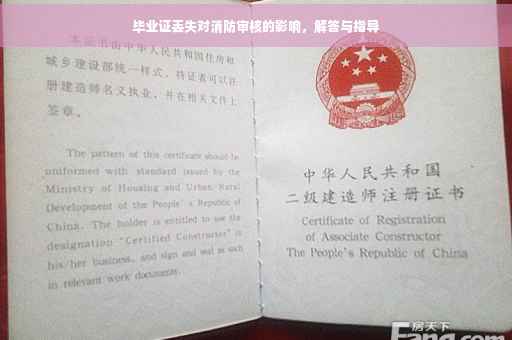 毕业证丢失对消防审核的影响，解答与指导
本证书由中华人民共和国住房和
城乡建设部统一样式，持证者可以注
册建造师名义执业，并在相关文件上
签章。
The pattern of this certificate should be
uniformed with standard issued by the
Ministry of Housing and Urban Rural
Development of the People's Republic of
China. The holder is entitled to use the
designation "Certified Constructor" in
his/her business, and sign and seal as such
in relevant work documents.
中华人民共和国
二级建造师注册证书
Certificate of Registration
of Associate Constructor
The People's Republic of China
房天下
Fang.com